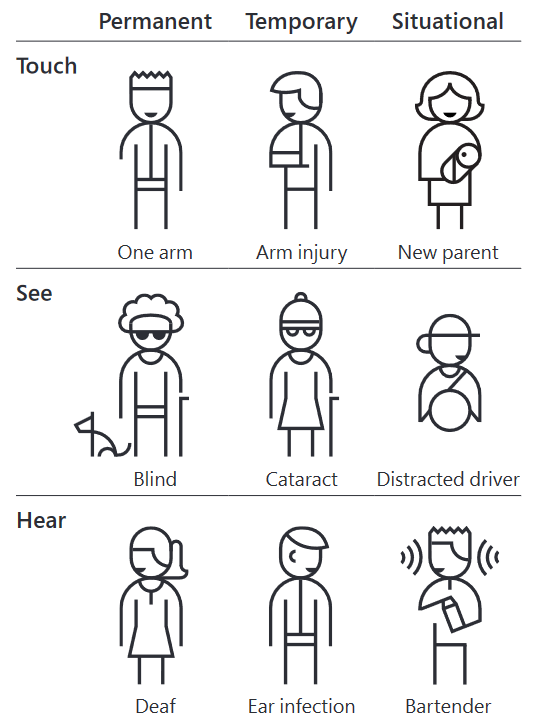 Permanent Temporary Situational
Touch
One arm Arm injury New parent
See
Blind Cataract Distracted driver
Hear
Deaf Ear infection Bartender